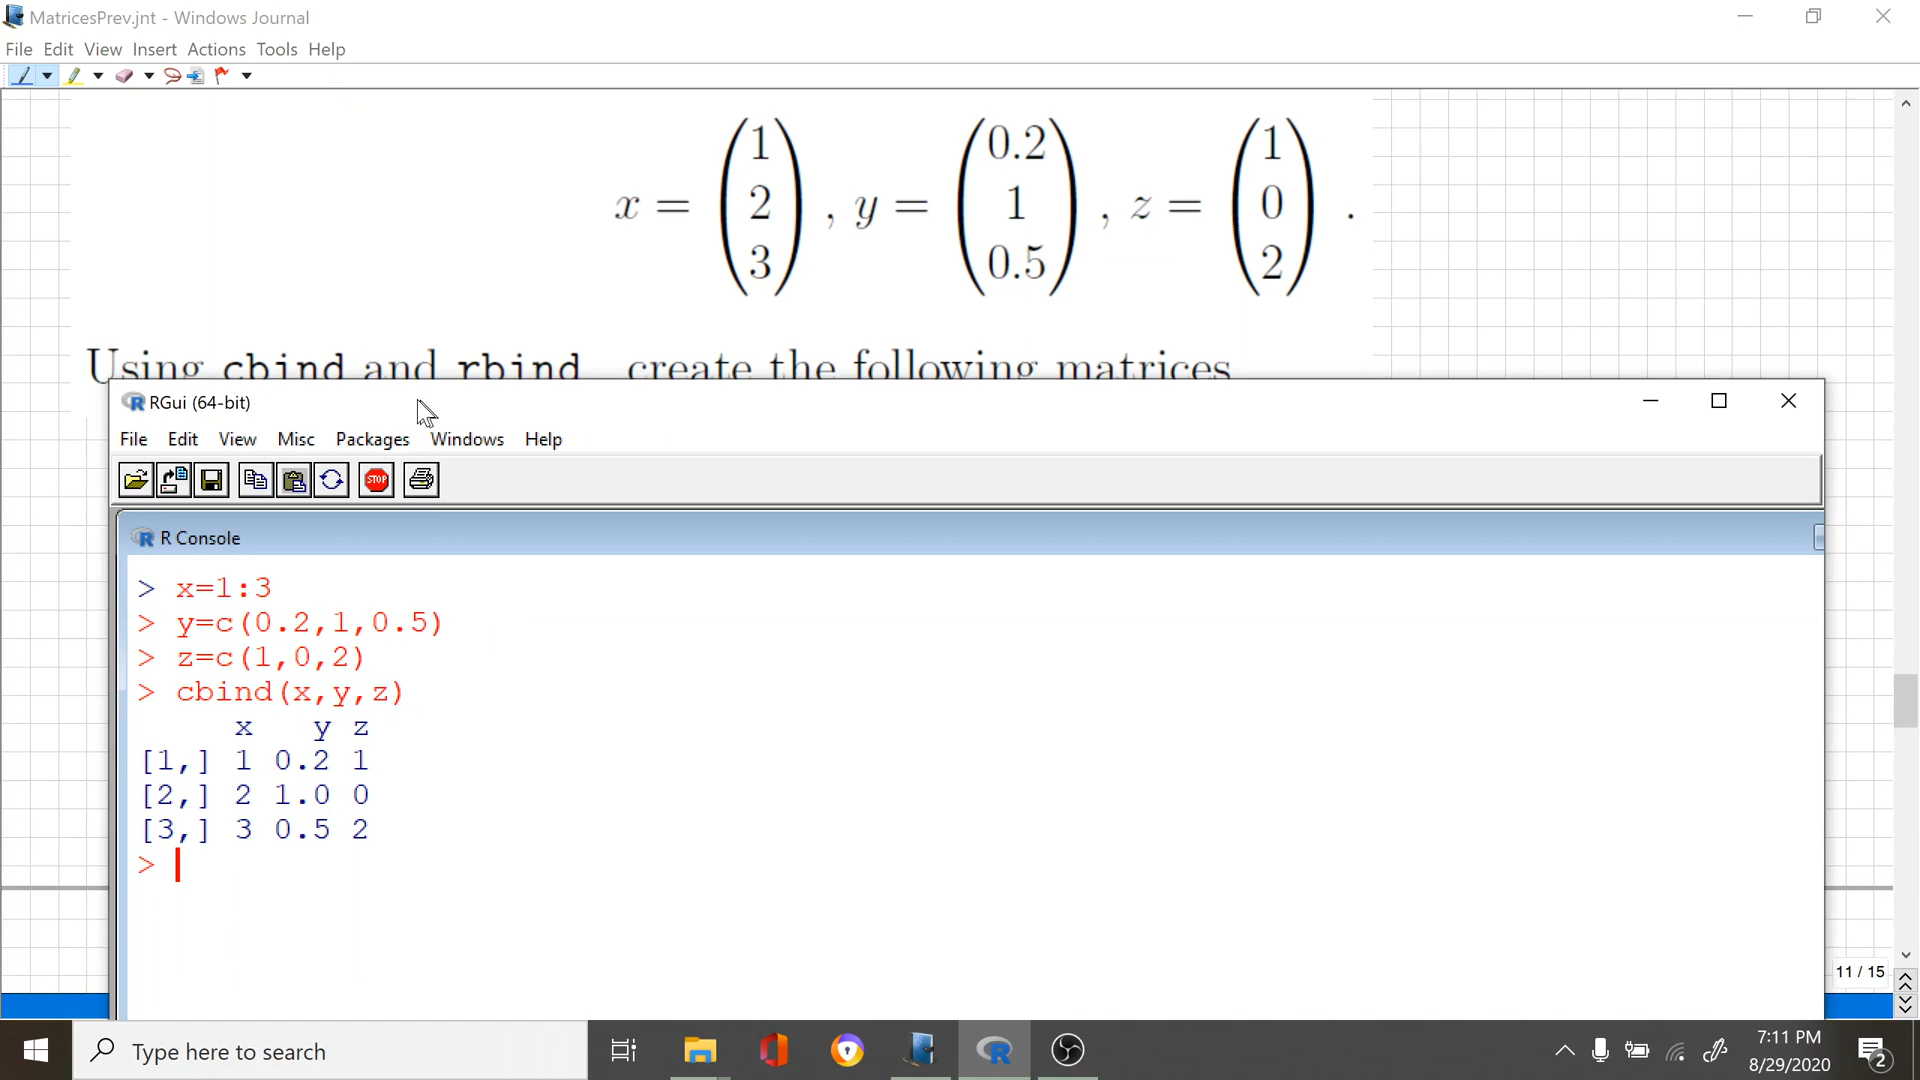 MatricesPrev.jnt - Windows Journal
File Edit View Insert Actions Tools Help
x = (1 2 3) , y = (0.2 1 0.5) , z = (1 0 2) .
Using cbind and rbind create the following matrices
RGui (64-bit)
File Edit View Misc Packages Windows Help
STOP
R Console
> x=1:3
> y=c(0.2,1,0.5)
> z=c(1,0,2)
> cbind(x,y,z)
x y z
[1,] 1 0.2 1
[2,] 2 1.0 0
[3,] 3 0.5 2
>
11 / 15
Type here to search
7:11 PM
8/29/2020
2